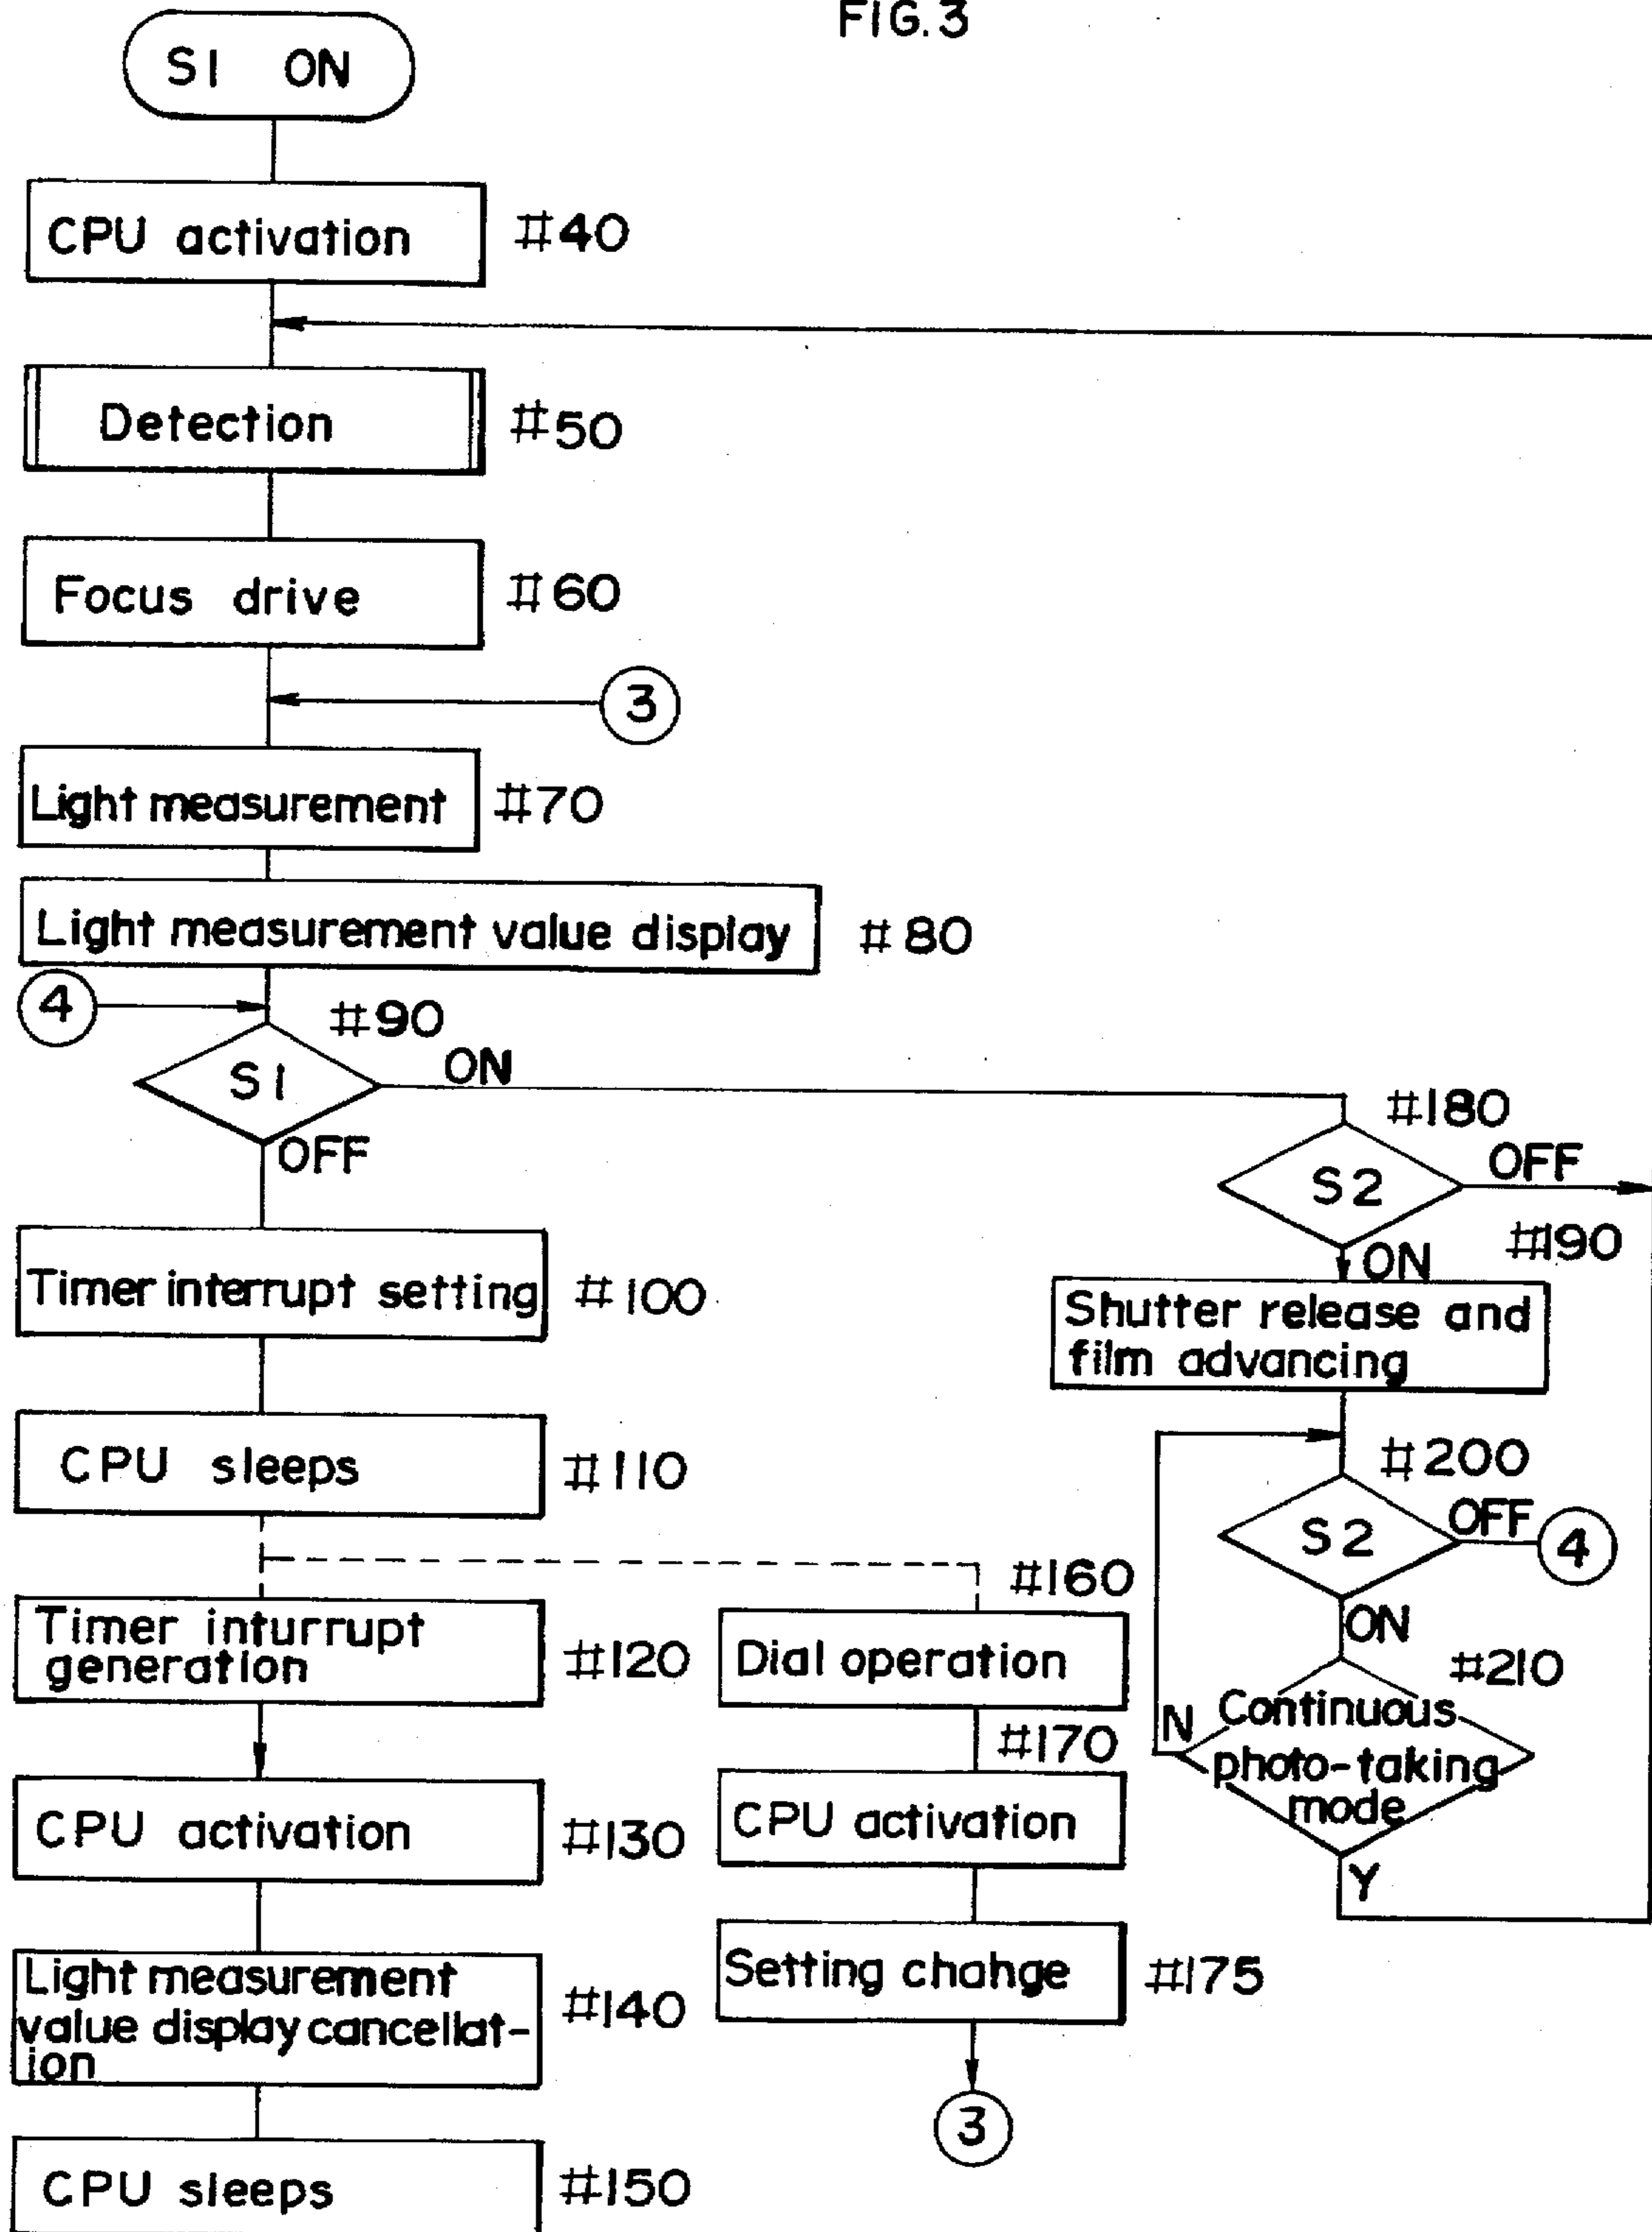 FIG.3
S1 ON
CPU activation #40
Detection #50
Focus drive #60
3
Light measurement #70
Light measurement value display #80
4
#90
S1
ON
OFF
#180
S2
OFF
ON
#190
Shutter release and
film advancing
#200
S2
OFF
4
ON
#210
Continuous
photo-taking
mode
N
Y
Timer interrupt setting #100
CPU sleeps #110
Timer inturrupt
generation
#120
CPU activation #130
Light measurement
value display cancellat-
ion
#140
CPU sleeps #150
#160
Dial operation
#170
CPU activation
Setting chahge #175
3